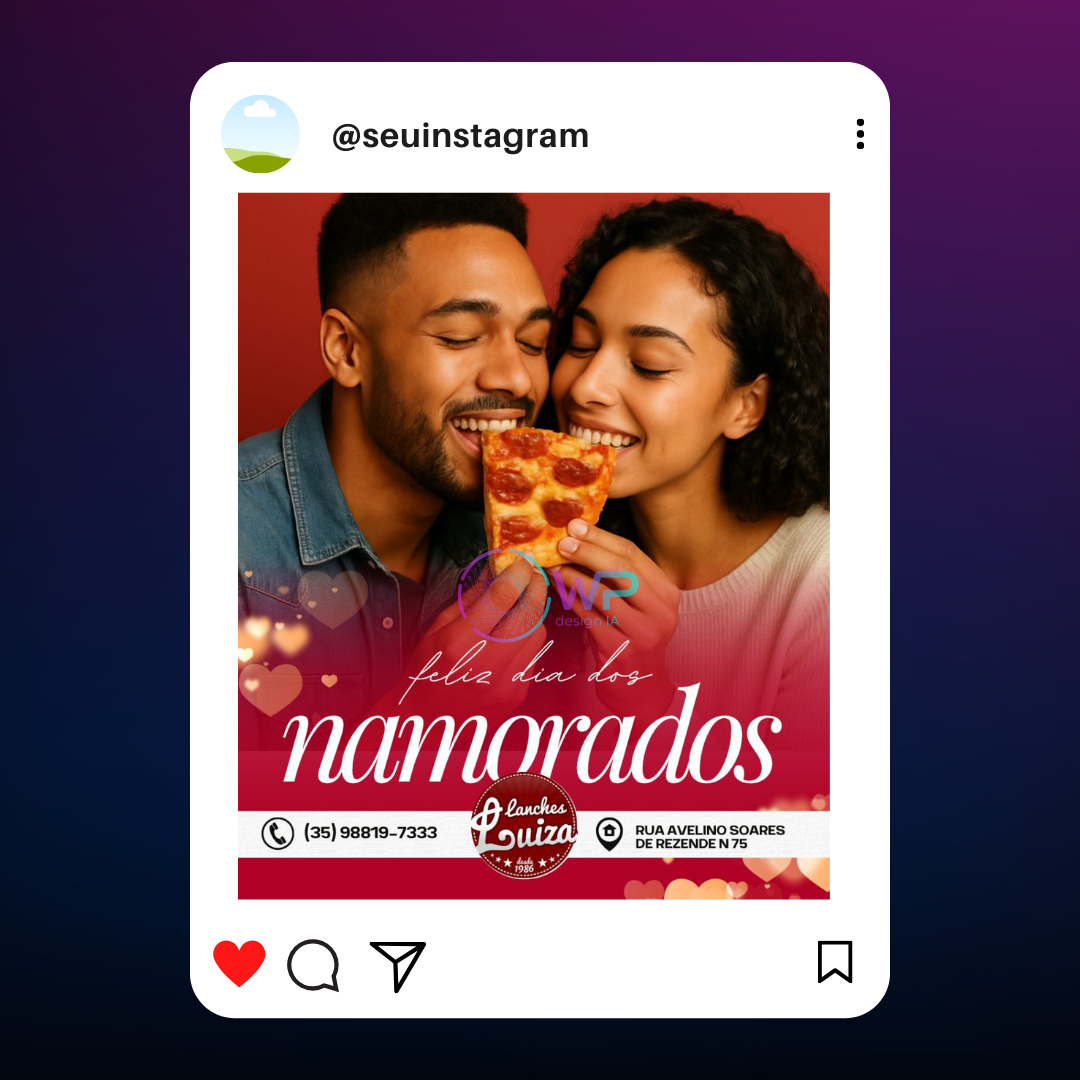 @seuinstagram
WP
design IA
feliz dia dos
namorados
(35) 98819-7333
Lanches
Luiza
desde
1986
RUA AVELINO SOARES
DE REZENDE N 75